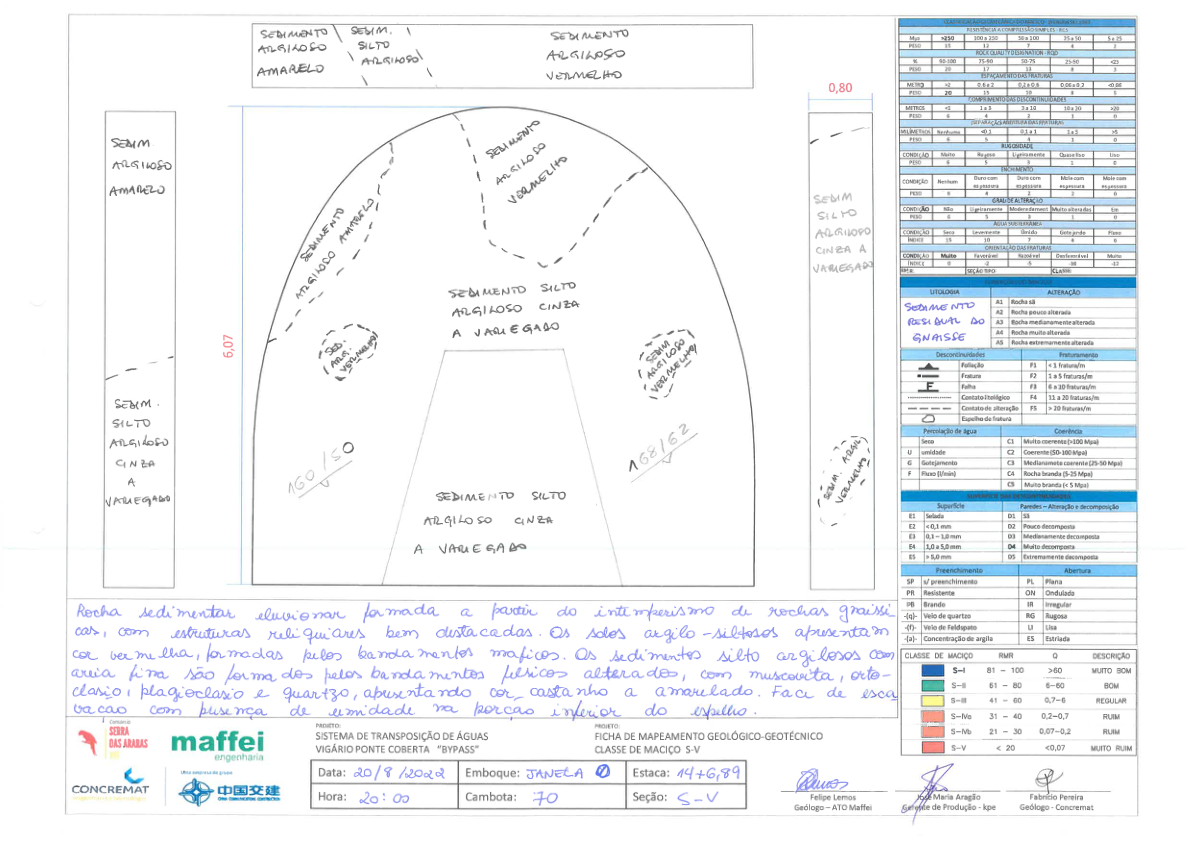 SEDIMENTO
ARGILOSO
AMARELO
SEDIM.
SILTO
ARGILOSO
SEDIMENTO
ARGILOSO
VERMELHO
0,80
SEDIM.
ARGILOSO
AMARELO
SEDIM.
SILTO
ARGILOSO
CINZA
A
VARIEGADO
6,07
SEDIMENTO
ARGILOSO
AMARELO
SEDIMENTO
ARGILOSO
VERMELHO
SEDIMENTO SILTO
ARGILOSO CINZA
A VARIEGADO
SED.
ARG.
VERMELHO
SEDIM
ARGILOSO
VERMELHO
160/50
168/62
SEDIMENTO SILTO
ARGILOSO CINZA
A VARIEGADO
SEDIM
SILTO
ARGILOSO
CINZA A
VARIEGADO
SEDIM. ARGIL
VERMELHO
Rocha sedimentar eluvionar formada a partir do intemperismo de rochas gnaissi
cas, com estruturas reliquiares bem destacadas. Os solos argilo-siltosos apresentam
cor vermelha, formadas pelos bandamentos maficos. Os sedimentos silto argilosos com
areia fina são formados pelos bandamentos felsicos alterados, com muscovita, orto-
clasio, plagioclasio e quartzo, apresentando cor castanho a amarelado. Face de esca
vacao com presença de umidade na porcao inferior do espelho.
RESISTÊNCIA A COMPRESSÃO SIMPLES - RCS
Mpa >250 100 a 250 50 a 100 25 a 50 5 a 25
PESO 15 12 7 4 2
ROCK QUALITY DESIGNATION - RQD
% 90-100 75-90 50-75 25-50 <25
PESO 20 17 13 8 3
ESPAÇAMENTO DAS FRATURAS
METRO >2 0,6 a 2 0,2 a 0,6 0,06 a 0,2 <0,06
PESO 20 15 10 8 5
COMPRIMENTO DAS DESCONTINUIDADES
METROS <1 1 a 3 3 a 10 10 a 20 >20
PESO 6 4 2 1 0
MILÍMETROS Nenhuma <0,1 0,1 a 1 1 a 5 >5
PESO 6 5 4 1 0
RUGOSIDADE
CONDIÇÃO Muito Rugoso Ligeiramente Quase liso Liso
PESO 6 5 3 1 0
ENCHIMENTO
CONDIÇÃO Nenhum Duro com espessura Duro com espessura Mole com espessura Mole com espessura
PESO 6 4 2 2 0
GRAU DE ALTERAÇÃO
CONDIÇÃO Não Ligeiramente Moderadament Muito alteradas Em
PESO 6 5 3 1 0
ÁGUA SUBTERRÂNEA
CONDIÇÃO Seco Levemente Úmido Gotejando Fluxo
ÍNDICE 15 10 7 4 0
ORIENTAÇÃO DAS FRATURAS
CONDIÇÃO Muito Favorável Razoável Desfavorável Muito
ÍNDICE 0 -2 -5 -10 -12
SEÇÃO TIPO: CLASSE:
LITOLOGIA ALTERAÇÃO
SEDIMENTO
RESIDUAL DO
GNAISSE
A1 Rocha sã
A2 Rocha pouco alterada
A3 Rocha medianamente alterada
A4 Rocha muito alterada
A5 Rocha extremamente alterada
Descontinuidades Faturamento
Foliação F1 < 1 fratura/m
Fratura F2 1 a 5 fraturas/m
F Falha F3 6 a 10 fraturas/m
Contato litológico F4 11 a 20 fraturas/m
Contato de alteração F5 > 20 fraturas/m
Espelho de fratura
Percolação de água Coerência
Seco C1 Muito coerente (>100 Mpa)
U umidade C2 Coerente (50-100 Mpa)
G Gotejamento C3 Medianamete coerente (25-50 Mpa)
F Fluxo (l/min) C4 Rocha branda (5-25 Mpa)
C5 Muito branda (< 5 Mpa)
Superfície Paredes – Alteração e decomposição
E1 Selada D1 Sã
E2 < 0,1 mm D2 Pouco decomposta
E3 0,1 – 1,0 mm D3 Medianamente decomposta
E4 1,0 a 5,0 mm D4 Muito decomposta
E5 > 5,0 mm D5 Extremamente decomposta
Preenchimento Abertura
SP s/ preenchimento PL Plana
PR Resistente ON Ondulada
PB Brando IR Irregular
-(q)- Veio de quartzo RG Rugosa
-(f)- Veio de Feldspato LI Lisa
-(a)- Concentração de argila ES Estriada
CLASSE DE MACIÇO RMR Q DESCRIÇÃO
S-I 81 - 100 >60 MUITO BOM
S-II 61 - 80 6-60 BOM
S-III 41 - 60 0,7-6 REGULAR
S-IVa 31 - 40 0,2-0,7 RUIM
S-IVb 21 - 30 0,07-0,2 RUIM
S-V < 20 <0,07 MUITO RUIM
SERRA
DAS ARARAS
maffei
engenharia
CONCREMAT
中国交建
PROJETO:
SISTEMA DE TRANSPOSIÇÃO DE ÁGUAS
VIGÁRIO PONTE COBERTA "BYPASS"
PROJETO:
FICHA DE MAPEAMENTO GEOLÓGICO-GEOTÉCNICO
CLASSE DE MACIÇO S-V
Data: 20/8/2022 Emboque: JANELA 0 Estaca: 14+6,89
Hora: 20:00 Cambota: 70 Seção: S-V
Felipe Lemos
Geólogo – ATO Maffei
José Maria Aragão
Gerente de Produção - kpe
Fabricio Pereira
Geólogo - Concremat